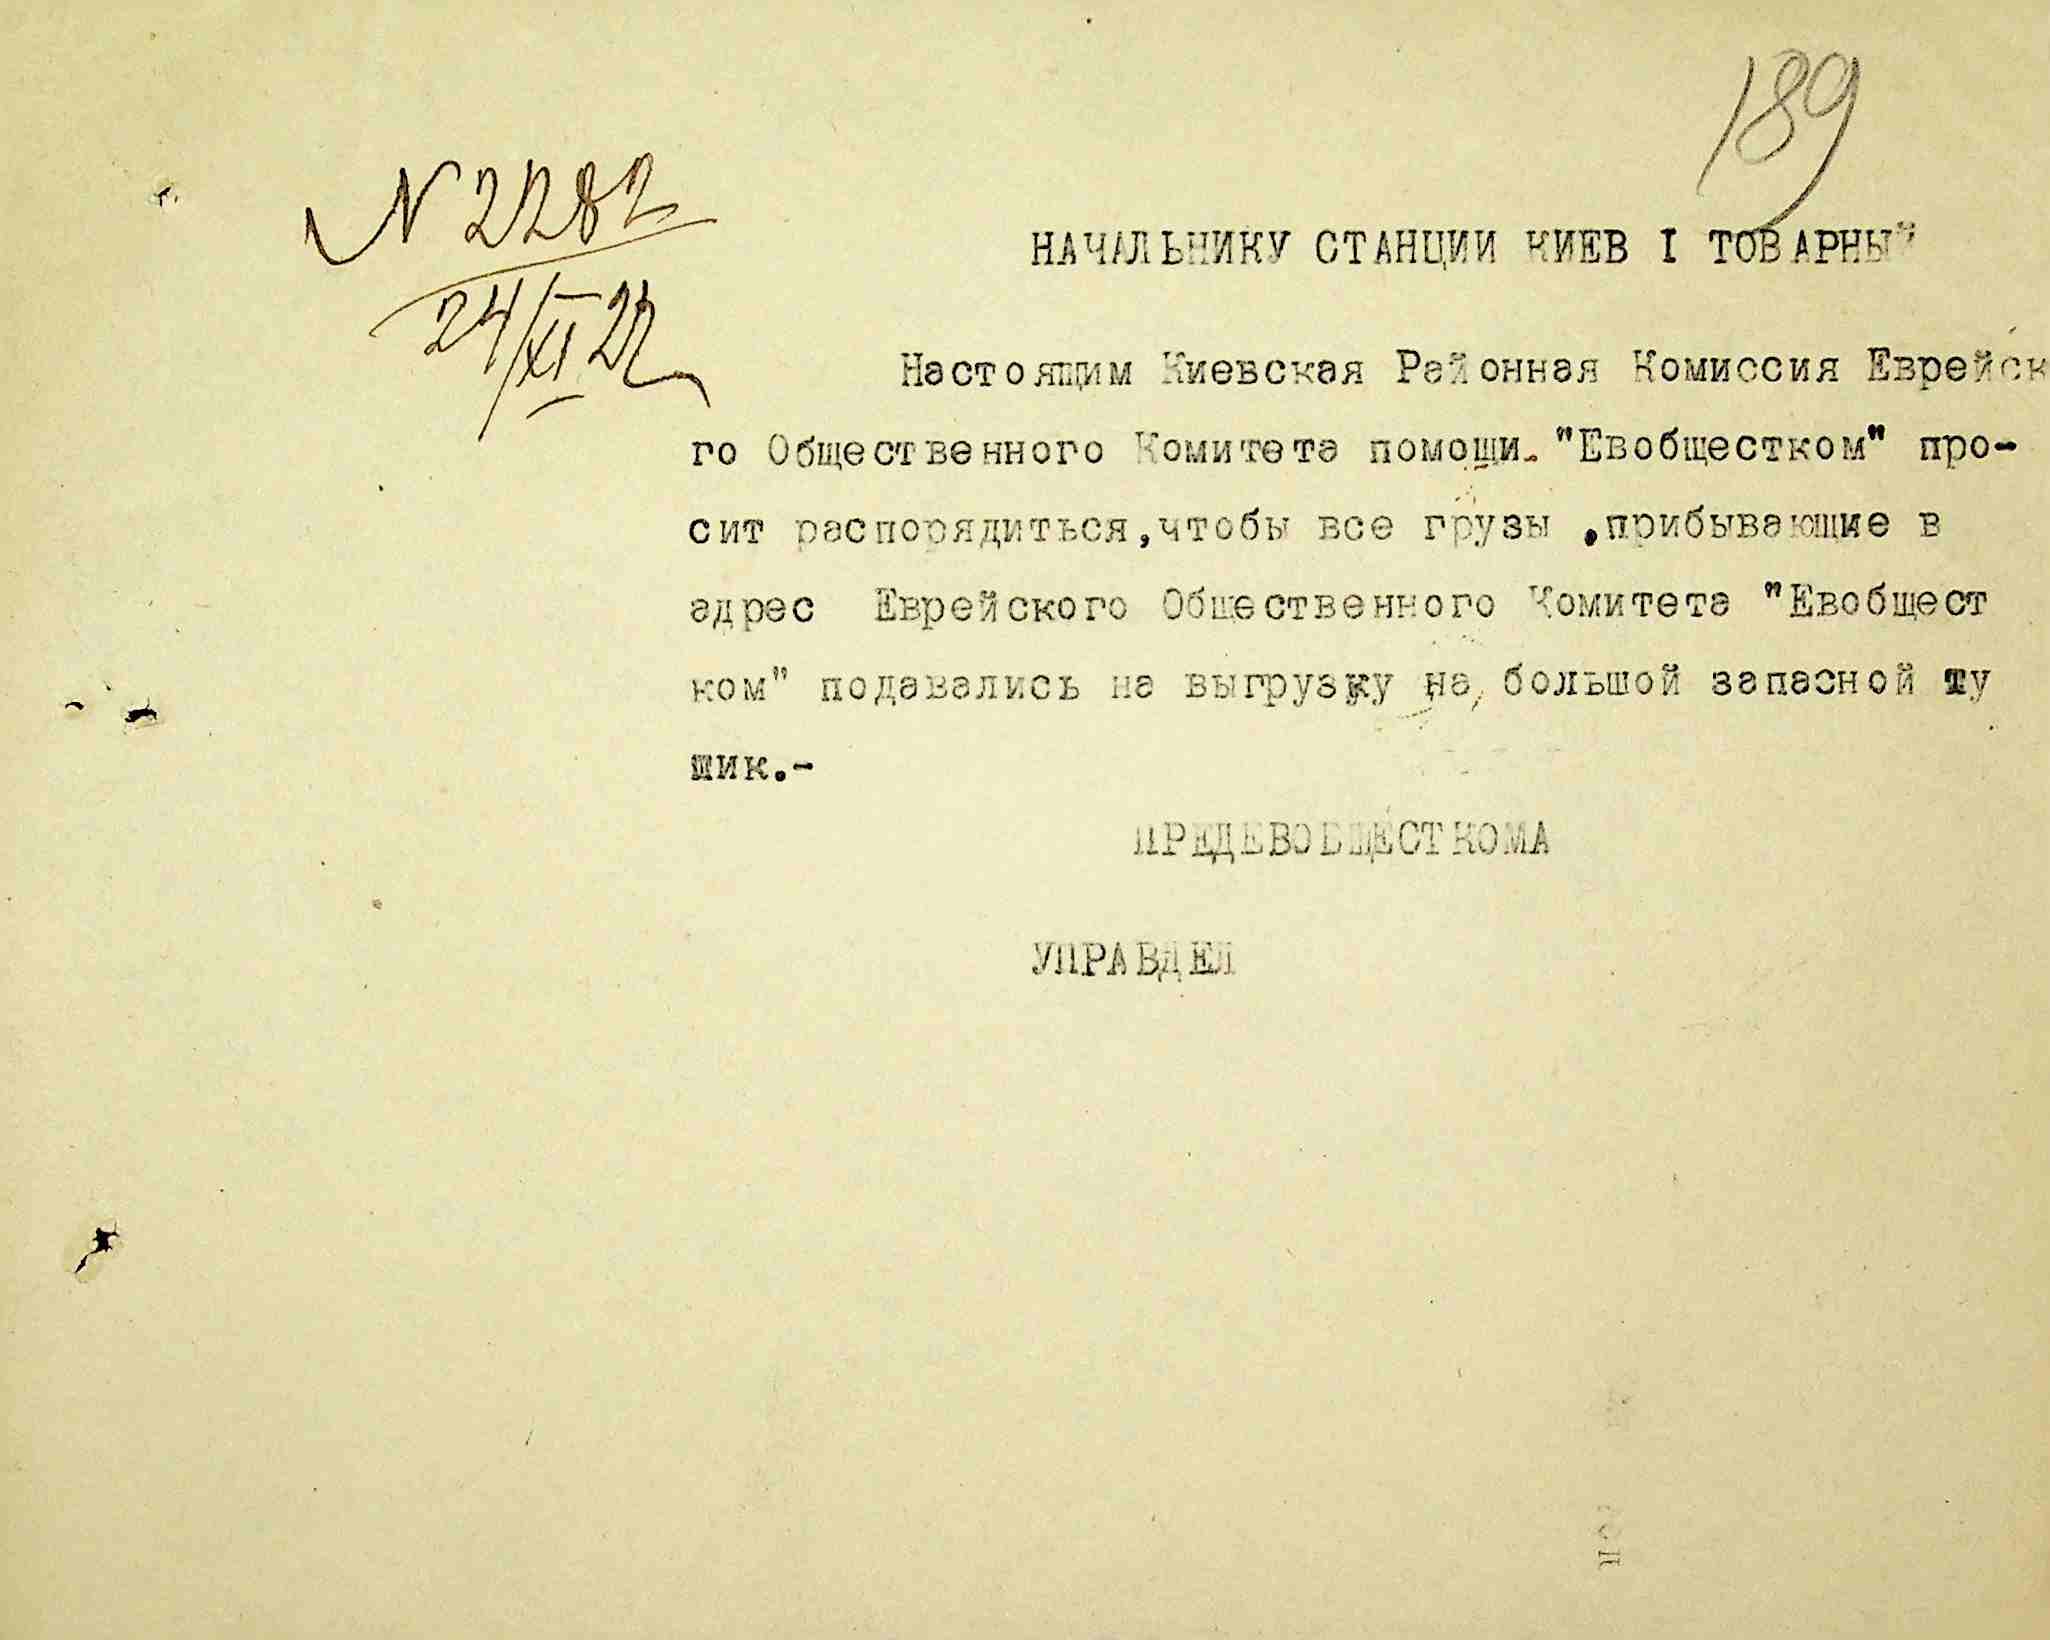 189
N 2282
24/XI 22
НАЧАЛЬНИКУ СТАНЦИИ КИЕВ I ТОВАРНЫЙ
Настоящим Киевская Районная Комиссия Еврейск
го Общественного Комитета помощи "Евобщестком" про-
сит распорядиться,чтобы все грузы ,прибывающие в
адрес Еврейского Общественного Комитета "Евобщест
ком" подавались на выгрузку на большой запасной ту
шик.-
ПРЕДЕВОБЩЕСТКОМА
УПРАВДЕЛ